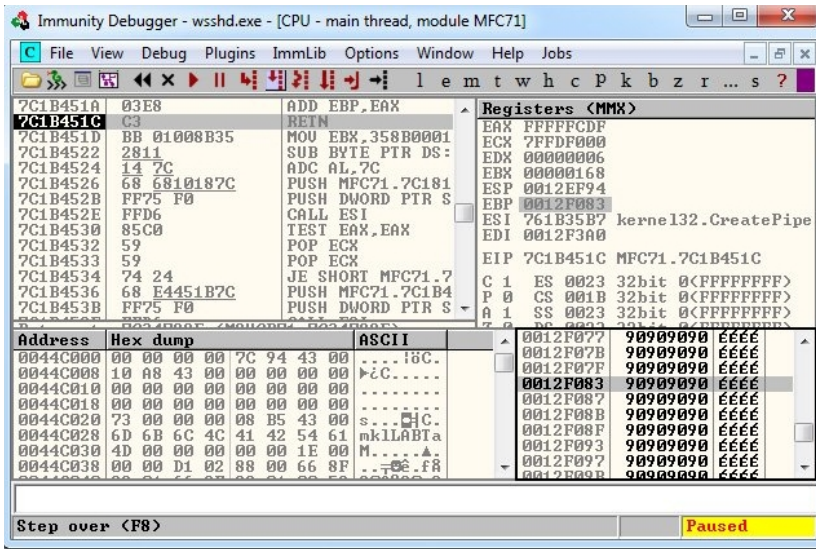 Immunity Debugger - wsshd.exe - [CPU - main thread, module MFC71]
C File View Debug Plugins ImmLib Options Window Help Jobs
l e m t w h c P k b z r ... s ?
7C1B451A 03E8 ADD EBP,EAX
7C1B451C C3 RETN
7C1B451D BB 01008B35 MOV EBX,358B0001
7C1B4522 2811 SUB BYTE PTR DS:
7C1B4524 14 7C ADC AL,7C
7C1B4526 68 6810187C PUSH MFC71.7C181
7C1B452B FF75 F0 PUSH DWORD PTR S
7C1B452E FFD6 CALL ESI
7C1B4530 85C0 TEST EAX,EAX
7C1B4532 59 POP ECX
7C1B4533 59 POP ECX
7C1B4534 74 24 JE SHORT MFC71.7
7C1B4536 68 E4451B7C PUSH MFC71.7C1B4
7C1B453B FF75 F0 PUSH DWORD PTR S
Registers (MMX)
EAX FFFFFCDF
ECX 7FFDF000
EDX 00000006
EBX 00000168
ESP 0012EF94
EBP 0012F083
ESI 761B35B7 kernel32.CreatePipe
EDI 0012F3A0
EIP 7C1B451C MFC71.7C1B451C
C 1 ES 0023 32bit 0(FFFFFFFF)
P 0 CS 001B 32bit 0(FFFFFFFF)
A 1 SS 0023 32bit 0(FFFFFFFF)
Address Hex dump ASCII
0044C000 00 00 00 00 7C 94 43 00 ....¦öC.
0044C008 10 A8 43 00 00 00 00 00 ►¿C.....
0044C010 00 00 00 00 00 00 00 00 ........
0044C018 00 00 00 00 00 00 00 00 ........
0044C020 73 00 00 00 08 B5 43 00 s...◘╡C.
0044C028 6D 6B 6C 4C 41 42 54 61 mklLABTa
0044C030 4D 00 00 00 00 00 1E 00 M.....▲.
0044C038 00 00 D1 02 88 00 66 8F
0012F077 90909090 ÉÉÉÉ
0012F07B 90909090 ÉÉÉÉ
0012F07F 90909090 ÉÉÉÉ
0012F083 90909090 ÉÉÉÉ
0012F087 90909090 ÉÉÉÉ
0012F08B 90909090 ÉÉÉÉ
0012F08F 90909090 ÉÉÉÉ
0012F093 90909090 ÉÉÉÉ
0012F097 90909090 ÉÉÉÉ
0012F09B 90909090 ÉÉÉÉ
Step over (F8)
Paused